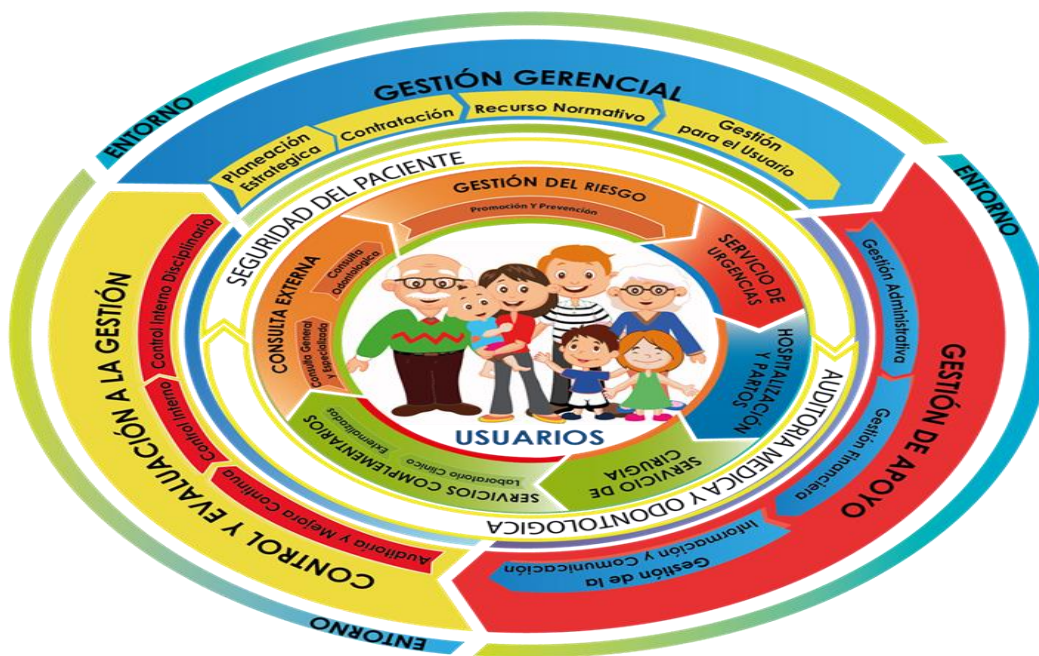 ENTORNO
GESTIÓN GERENCIAL
Planeación
Estrategica
Contratación
Recurso Normativo
Gestión
para el Usuario
ENTORNO
GESTIÓN DE APOYO
Gestión Administrativa
Gestión Financiera
Gestión de la
Información y Comunicación
ENTORNO
CONTROL Y EVALUACIÓN A LA GESTIÓN
Control Interno Disciplinario
Control Interno
Auditoria y Mejora Continua
SEGURIDAD DEL PACIENTE
AUDITORIA MEDICA Y ODONTOLOGICA
GESTIÓN DEL RIESGO
Promoción Y Prevención
SERVICIO DE
URGENCIAS
HOSPITALIZACIÓN
Y PARTOS
SERVICIO DE
CIRUGIA
SERVICIOS COMPLEMENTARIOS
Laboratorio Clínico
Externalizados
CONSULTA EXTERNA
Consulta General
y Especializada
Consulta
Odontologica
USUARIOS